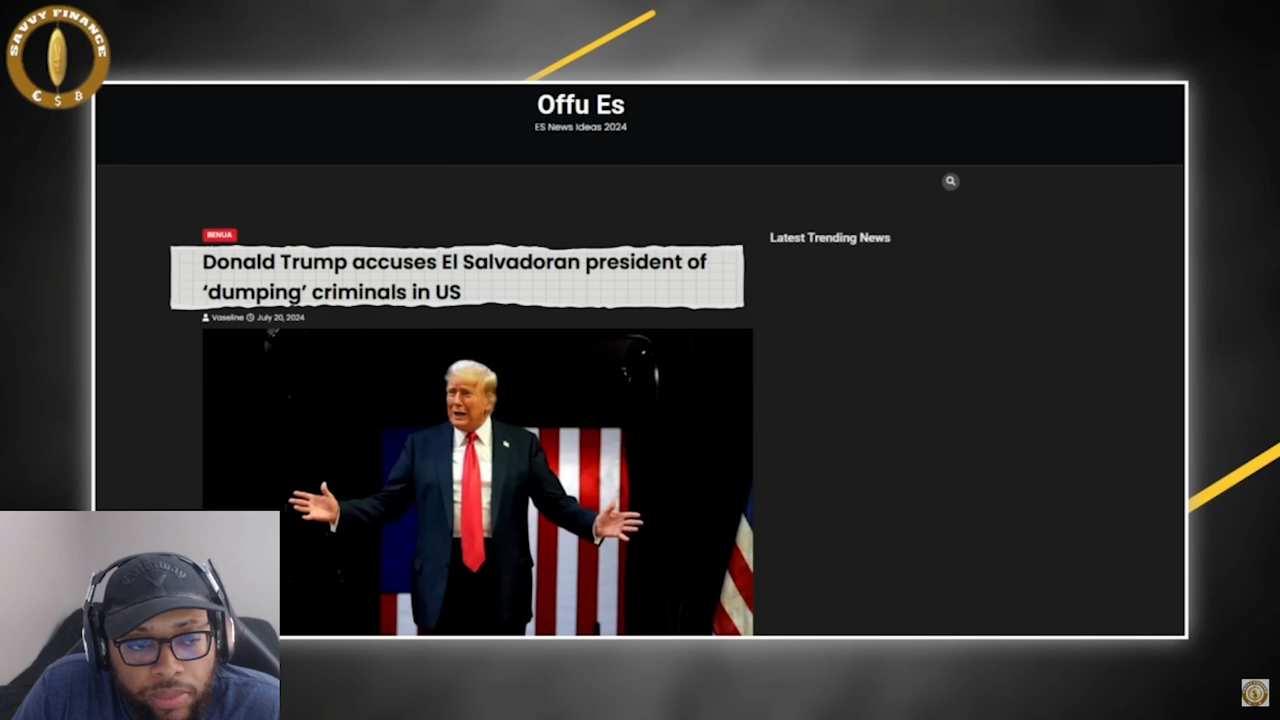 SAVVY FINANCE
€ $ ₿
Offu Es
ES News Ideas 2024
BENUA
Latest Trending News
Donald Trump accuses El Salvadoran president of
‘dumping’ criminals in US
Vaseline July 20, 2024